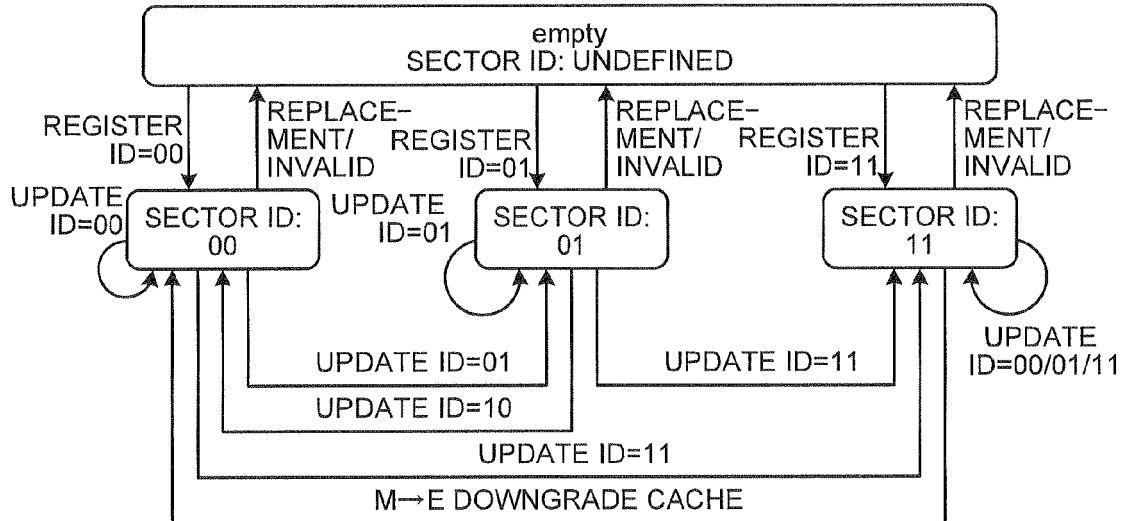 empty
SECTOR ID: UNDEFINED
REGISTER
ID=00
REPLACE–
MENT/
INVALID
REGISTER
ID=01
REPLACE–
MENT/
INVALID
REGISTER
ID=11
REPLACE–
MENT/
INVALID
UPDATE
ID=00
SECTOR ID:
00
UPDATE
ID=01
SECTOR ID:
01
SECTOR ID:
11
UPDATE
ID=00/01/11
UPDATE ID=01
UPDATE ID=11
UPDATE ID=10
UPDATE ID=11
M→E DOWNGRADE CACHE